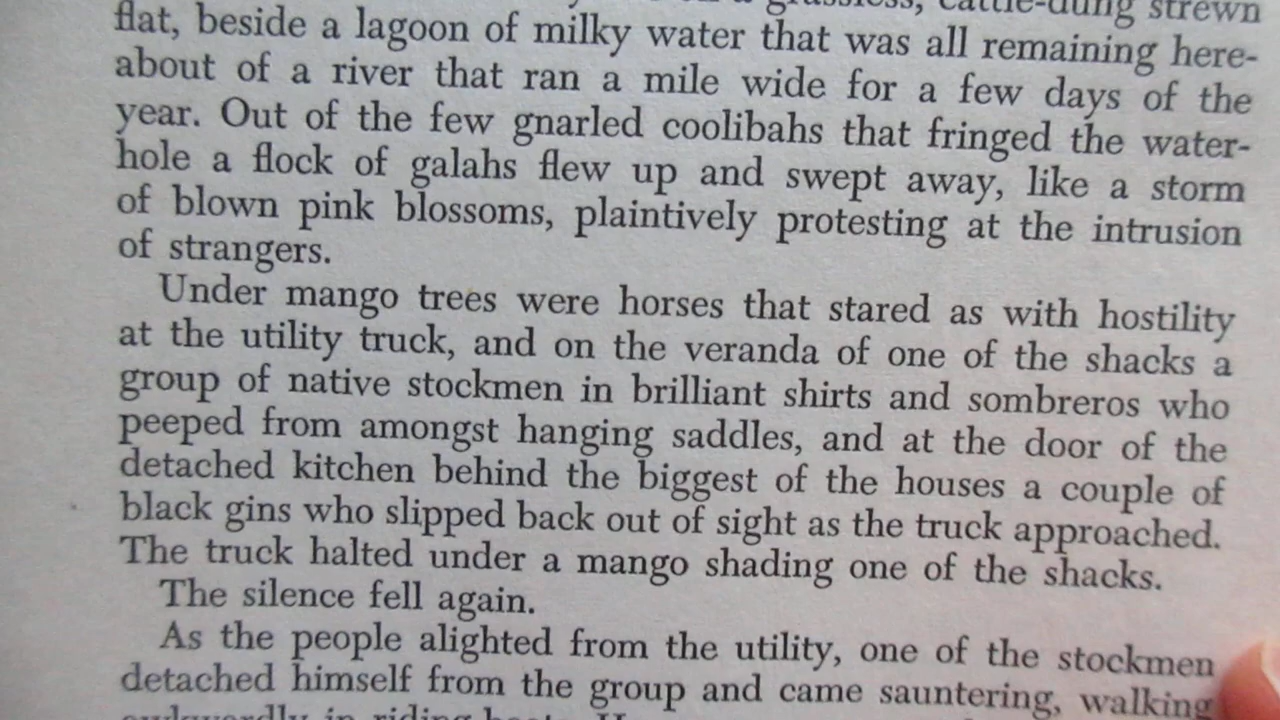 grassless, cattle-dung strewn
flat, beside a lagoon of milky water that was all remaining here-
about of a river that ran a mile wide for a few days of the
year. Out of the few gnarled coolibahs that fringed the water-
hole a flock of galahs flew up and swept away, like a storm
of blown pink blossoms, plaintively protesting at the intrusion
of strangers.
Under mango trees were horses that stared as with hostility
at the utility truck, and on the veranda of one of the shacks a
group of native stockmen in brilliant shirts and sombreros who
peeped from amongst hanging saddles, and at the door of the
detached kitchen behind the biggest of the houses a couple of
black gins who slipped back out of sight as the truck approached.
The truck halted under a mango shading one of the shacks.
The silence fell again.
As the people alighted from the utility, one of the stockmen
detached himself from the group and came sauntering, walking
awkwardly in riding